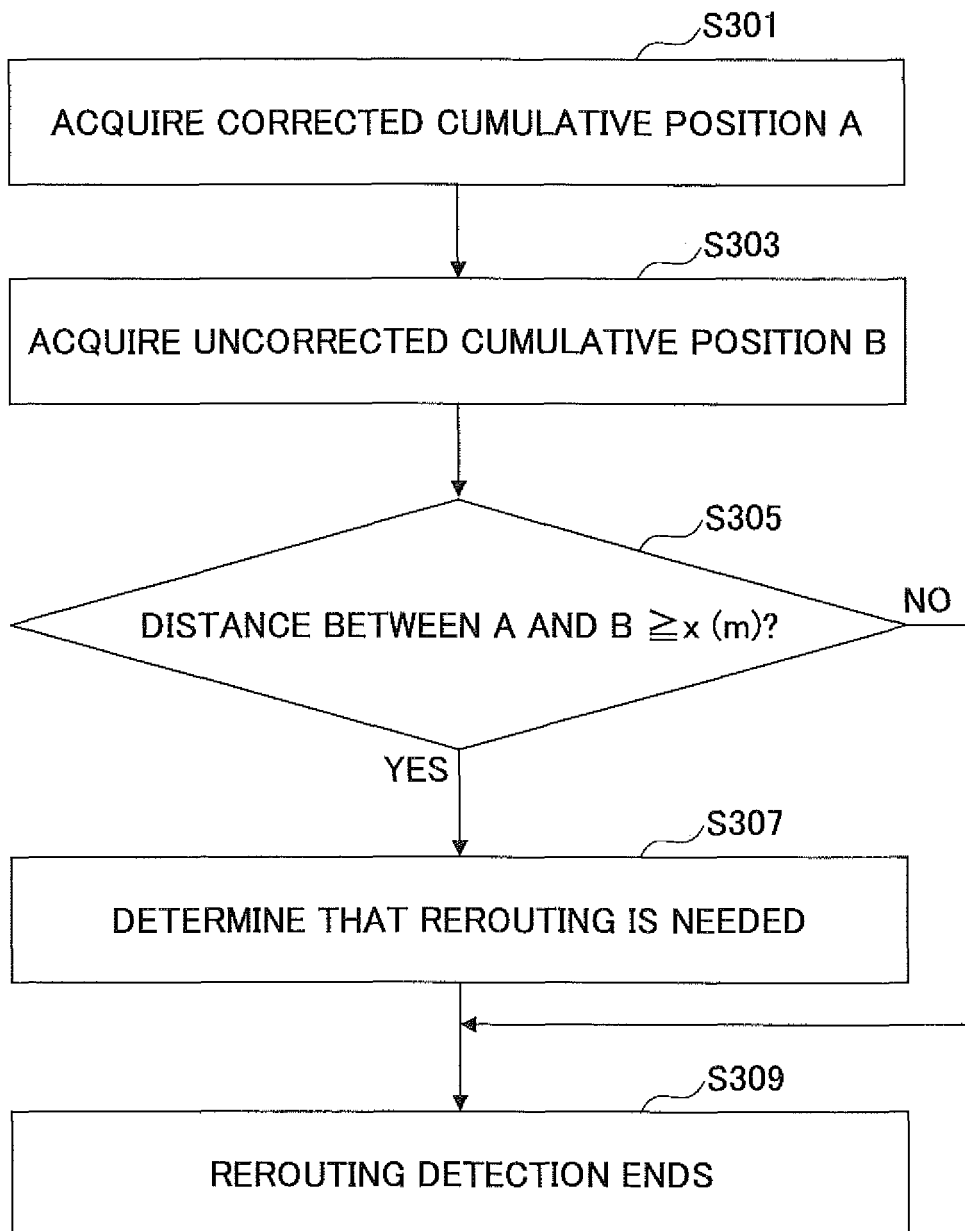 S301
ACQUIRE CORRECTED CUMULATIVE POSITION A
S303
ACQUIRE UNCORRECTED CUMULATIVE POSITION B
S305
DISTANCE BETWEEN A AND B ≧x (m)?
NO
YES
S307
DETERMINE THAT REROUTING IS NEEDED
S309
REROUTING DETECTION ENDS